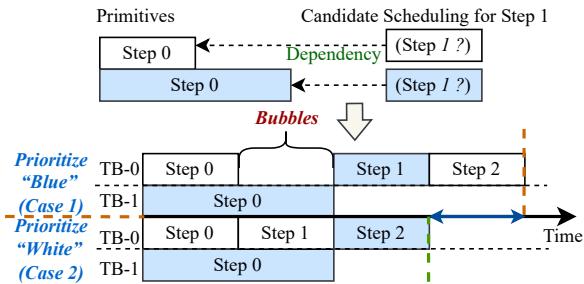 Primitives
Candidate Scheduling for Step 1
Step 0
(Step 1 ?)
Dependency
Step 0
(Step 1 ?)
Bubbles
Prioritize
"Blue"
(Case 1)
TB-0
Step 0
Step 1
Step 2
TB-1
Step 0
Prioritize
"White"
(Case 2)
TB-0
Step 0
Step 1
Step 2
Time
TB-1
Step 0